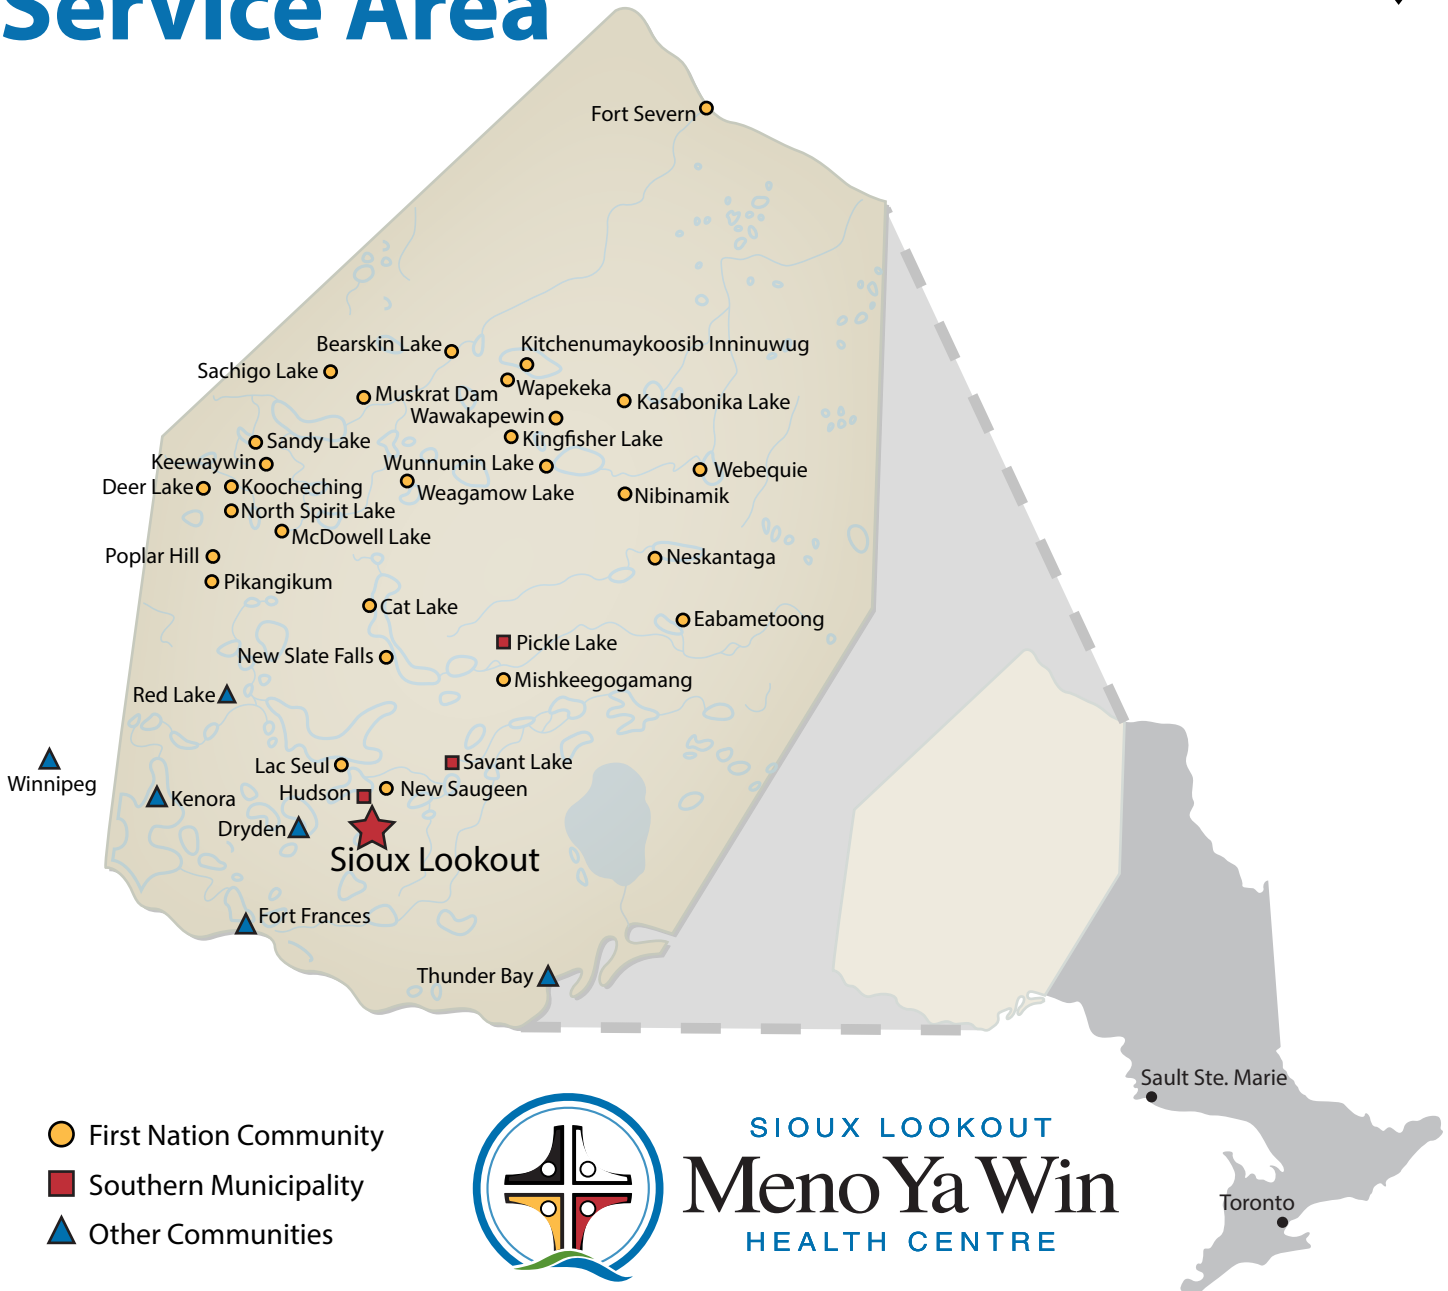 Service Area
Fort Severn
Bearskin Lake
Kitchenumaykoosib Inninuwug
Sachigo Lake
Muskrat Dam
Wapekeka
Kasabonika Lake
Wawakapewin
Kingfisher Lake
Sandy Lake
Keewaywin
Wunnumin Lake
Webequie
Deer Lake
Koocheching
Weagamow Lake
Nibinamik
North Spirit Lake
McDowell Lake
Poplar Hill
Neskantaga
Pikangikum
Cat Lake
Eabametoong
Pickle Lake
New Slate Falls
Mishkeegogamang
Red Lake
Lac Seul
Savant Lake
Winnipeg
Hudson
New Saugeen
Kenora
Dryden
Sioux Lookout
Fort Frances
Thunder Bay
Sault Ste. Marie
Toronto
First Nation Community
Southern Municipality
Other Communities
SIOUX LOOKOUT
Meno Ya Win
HEALTH CENTRE